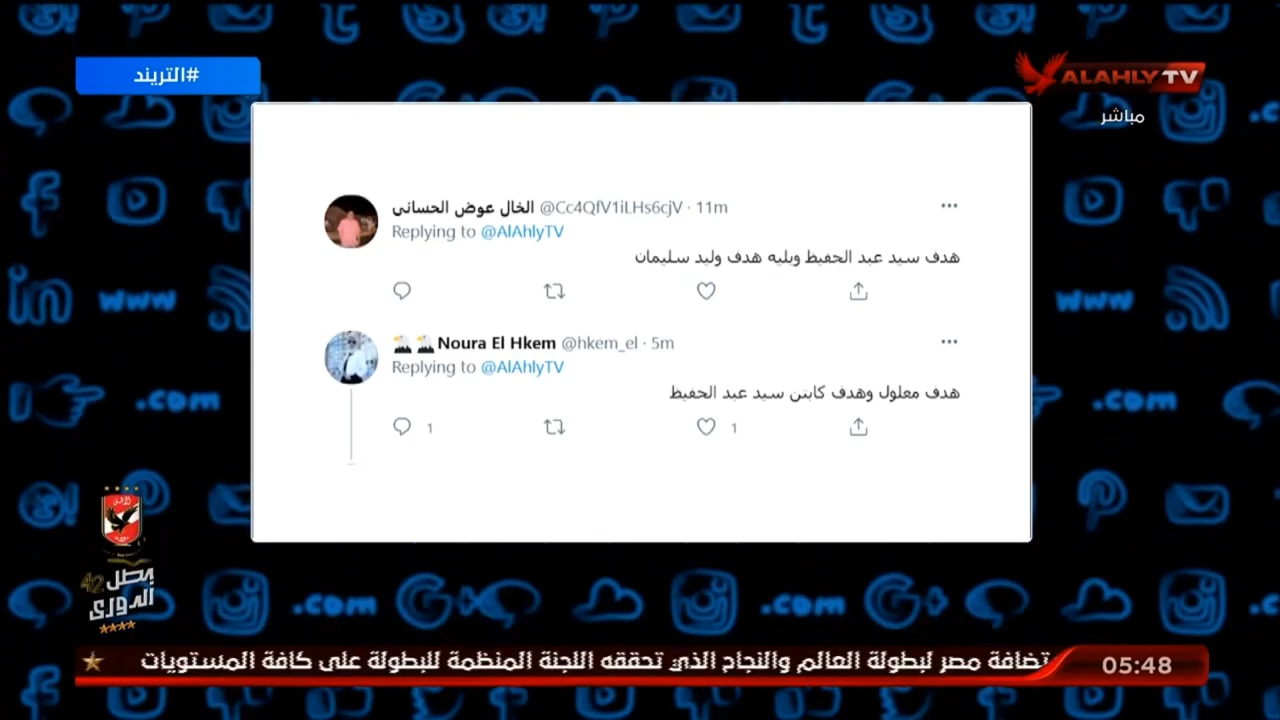 #التريند
ALAHLY TV
مباشر
الخال عوض الحساني @Cc4QfV1iLHs6cjV · 11m
Replying to @AlAhlyTV
هدف سيد عبد الحفيظ ويليه هدف وليد سليمان
Noura El Hkem @hkem_el · 5m
Replying to @AlAhlyTV
هدف معلول وهدف كابتن سيد عبد الحفيظ
1 1
بطل 42
الدوري
تضافة مصر لبطولة العالم والنجاح الذي تحققه اللجنة المنظمة للبطولة على كافة المستويات
05:48